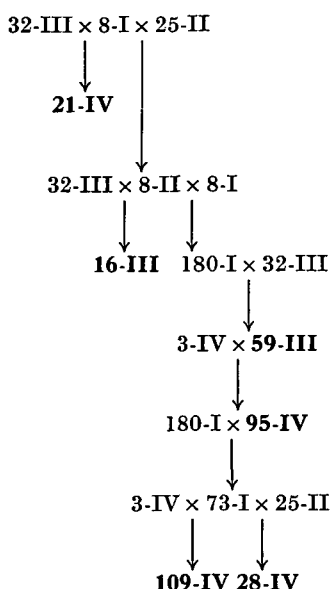 32-III × 8-I × 25-II
21-IV
32-III × 8-II × 8-I
16-III 180-I × 32-III
3-IV × 59-III
180-I × 95-IV
3-IV × 73-I × 25-II
109-IV 28-IV